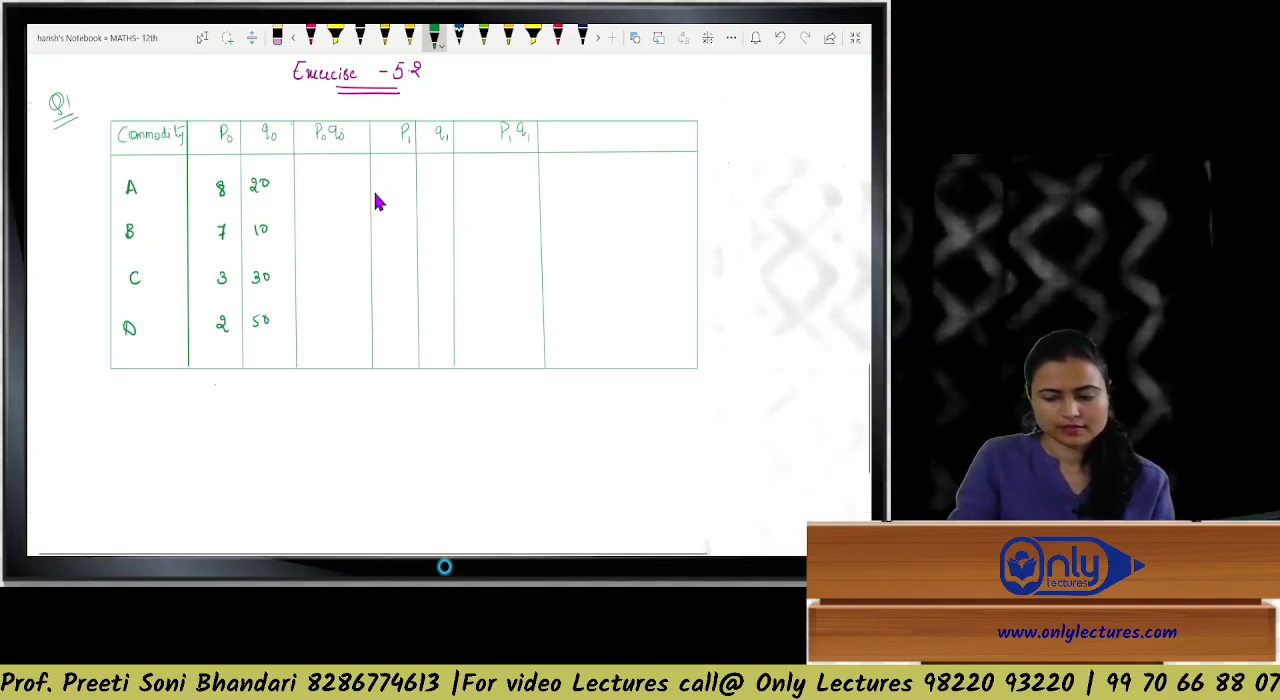 harish's Notebook » MATHS- 12th
Exercise - 5.2
Q1
Commodity P0 q0 P0q0 P1 q1 P1q1
A 8 20
B 7 10
C 3 30
D 2 50
Only
lectures
www.onlylectures.com
Prof. Preeti Soni Bhandari 8286774613 |For video Lectures call@ Only Lectures 98220 93220 | 99 70 66 88 07